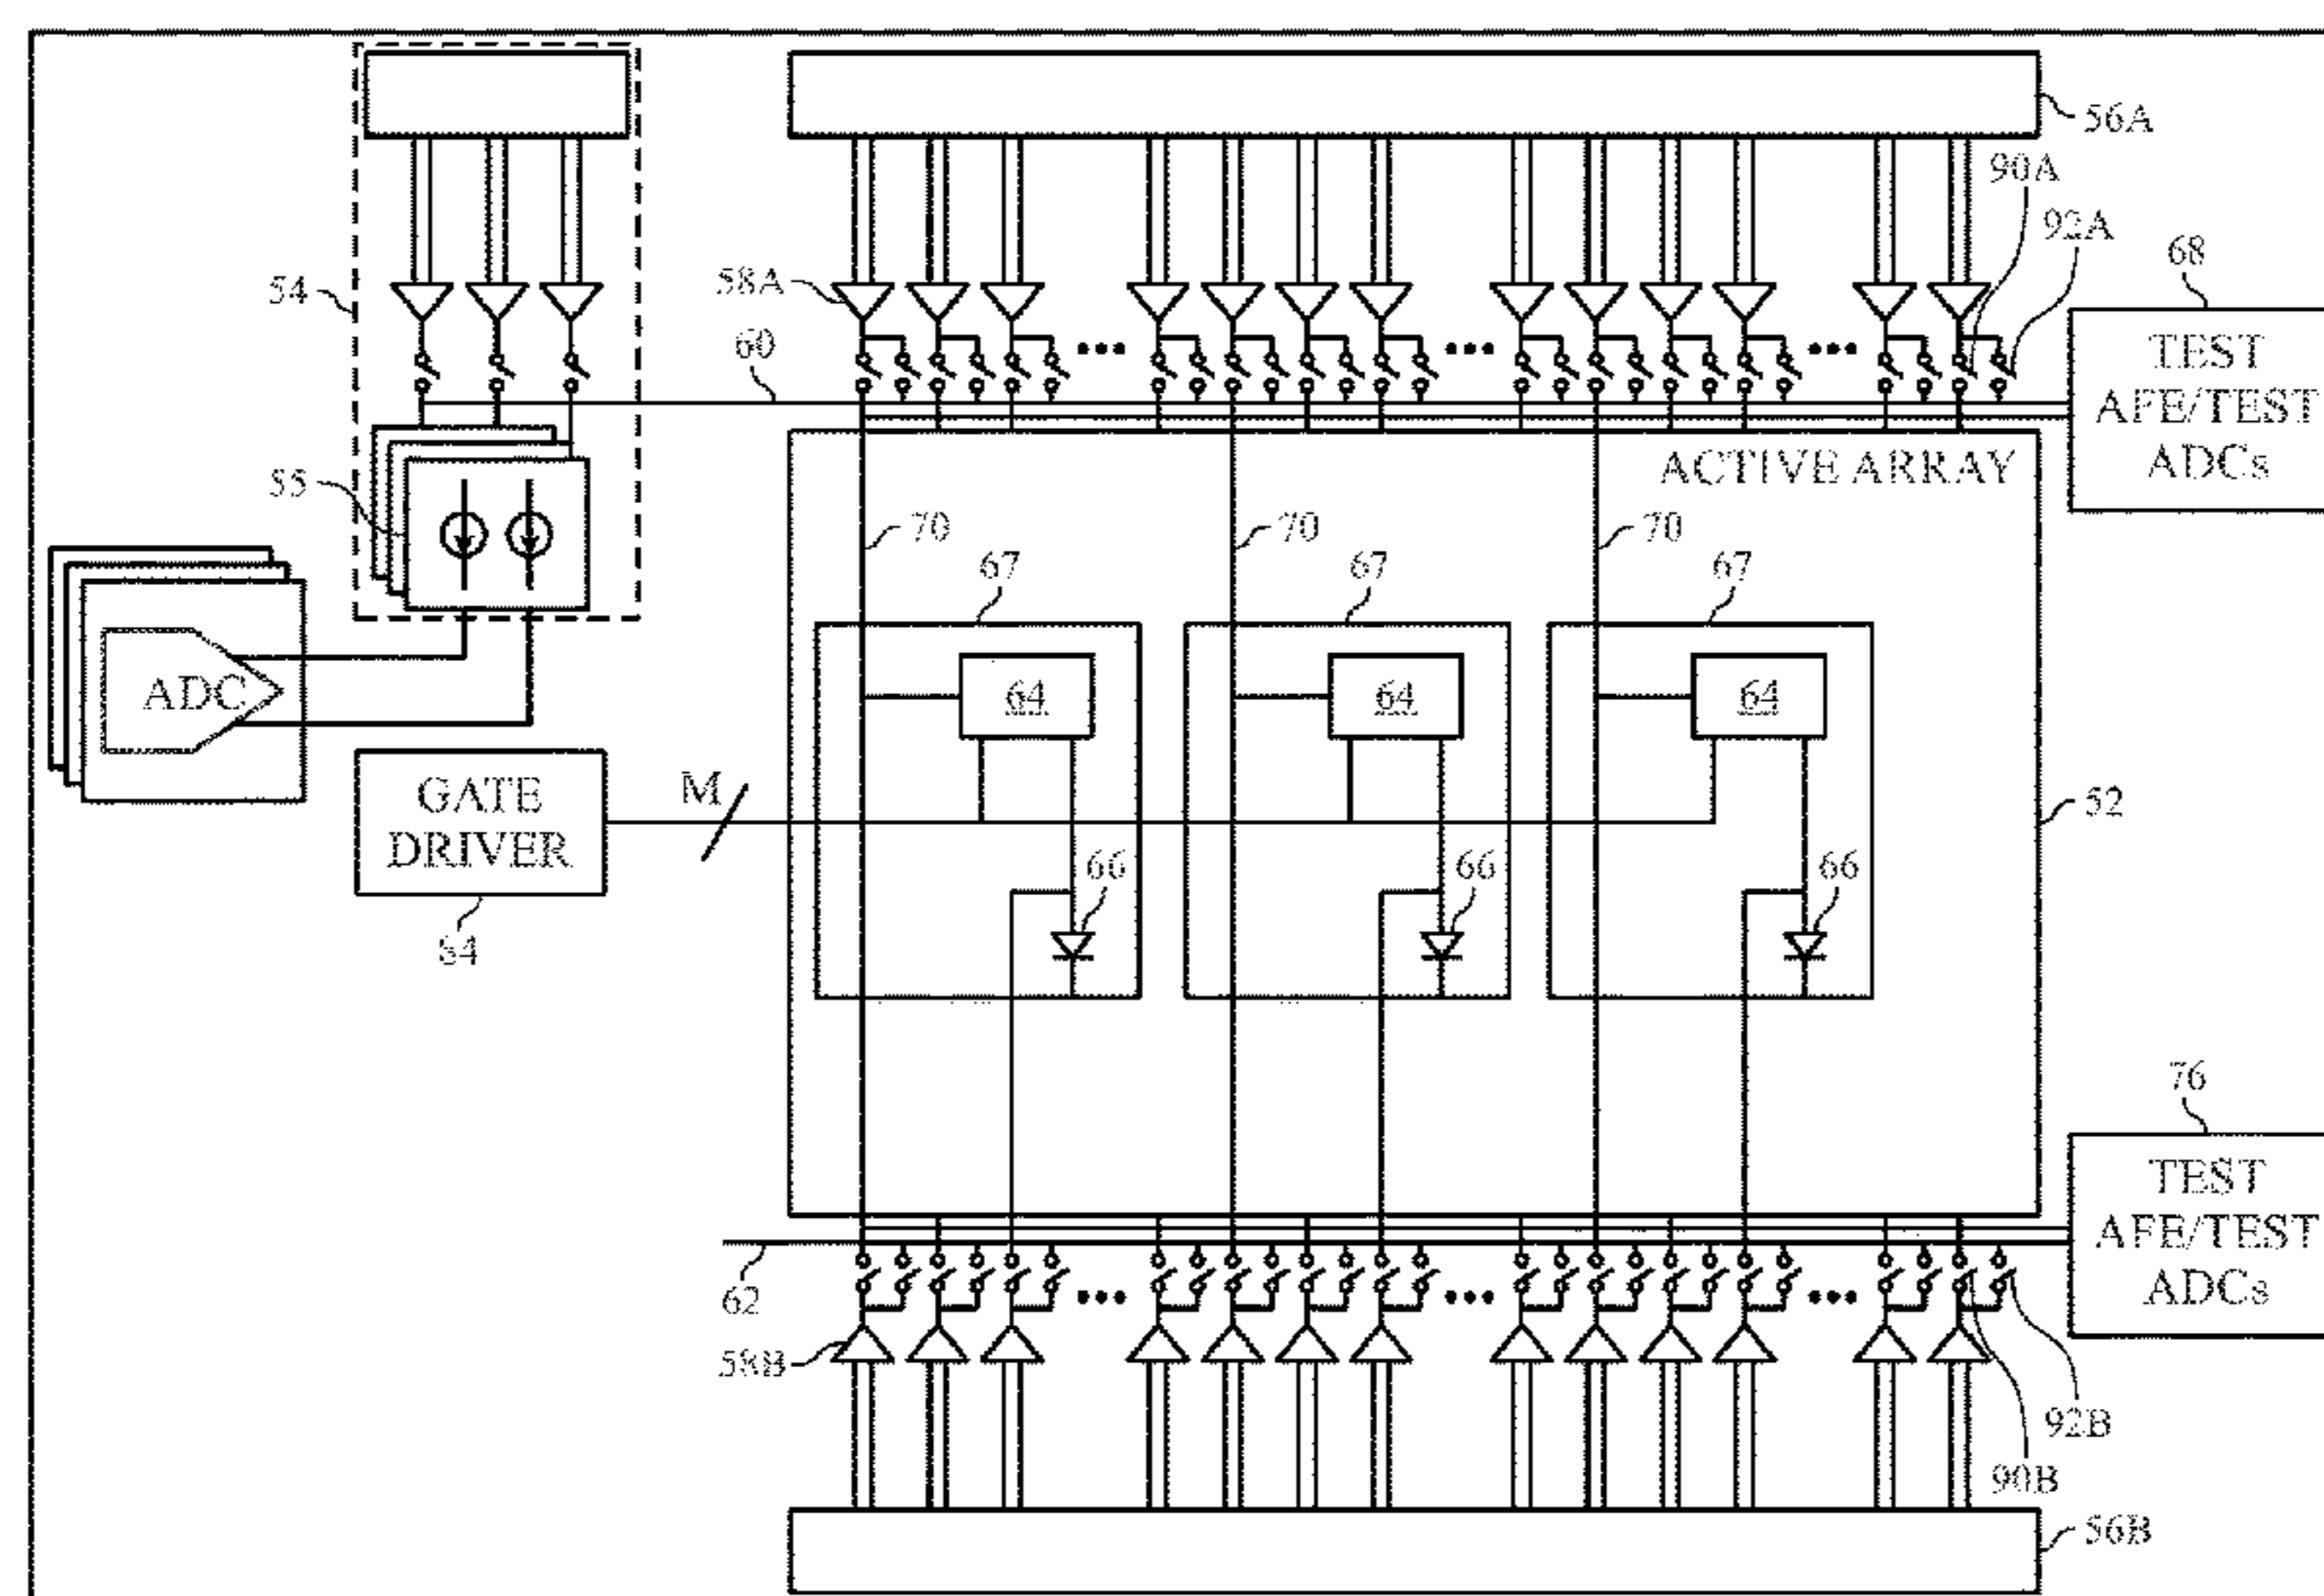 56A
90A
92A
54
58A
68
60
TEST
AFE/TEST
ADCs
ACTIVE ARRAY
55
70
70
70
67
67
67
ADC
64
64
64
GATE
DRIVER
M
52
66
66
66
84
76
TEST
AFE/TEST
ADCs
62
58B
92B
90B
56B